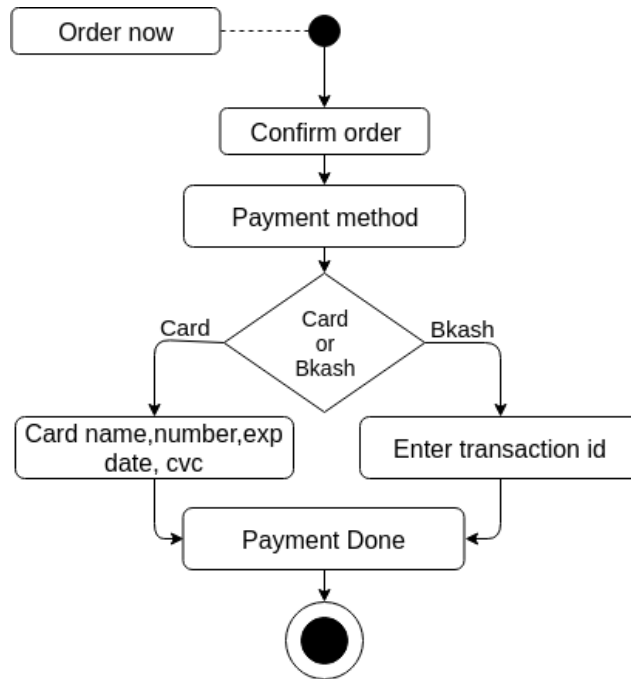 Order now
Confirm order
Payment method
Card
Card
or
Bkash
Bkash
Card name,number,exp
date, cvc
Enter transaction id
Payment Done